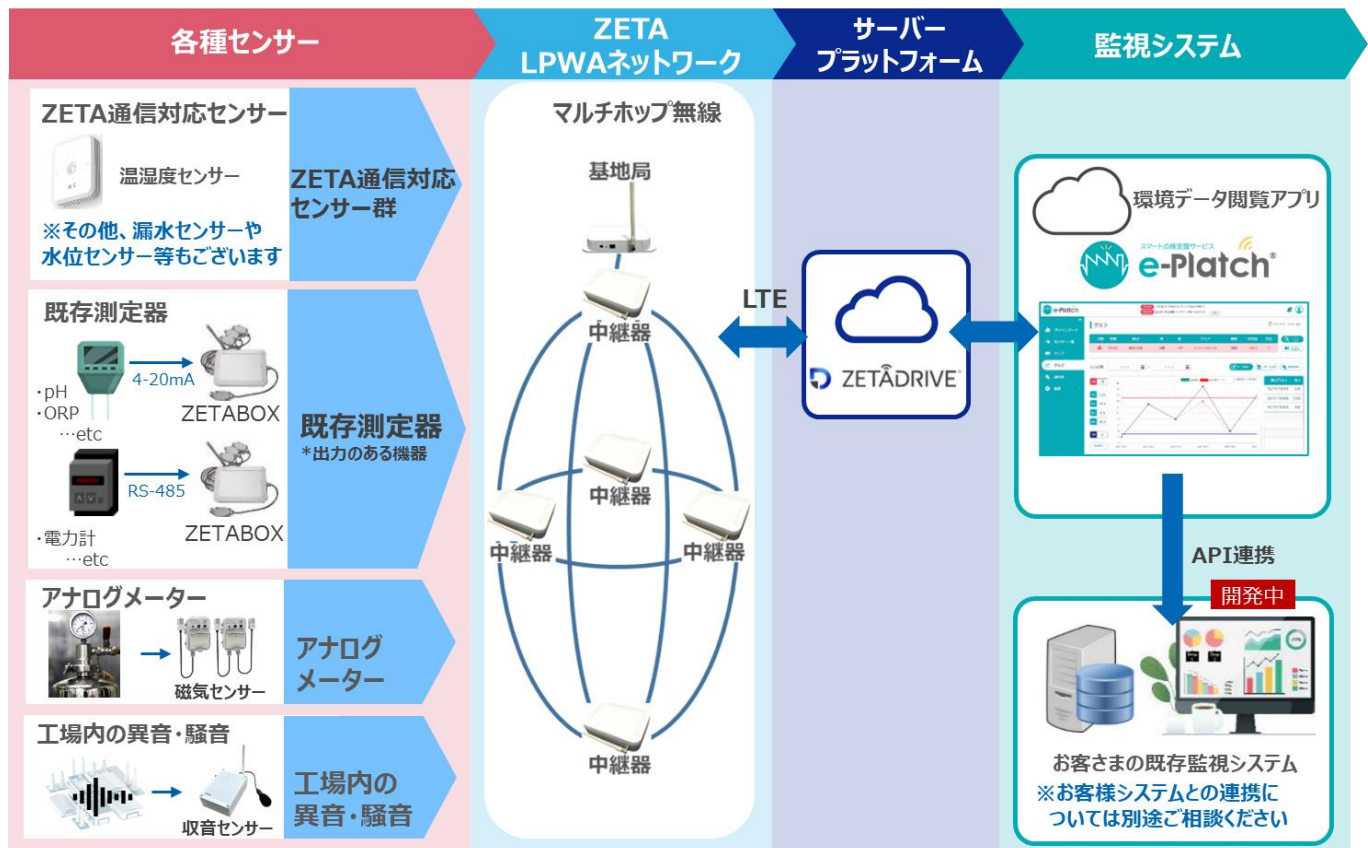 各種センサー
ZETA
LPWAネットワーク
サーバー
プラットフォーム
監視システム
ZETA通信対応センサー
温湿度センサー
※その他、漏水センサーや
水位センサー等もございます
ZETA通信対応
センサー群
既存測定器
4-20mA
・pH
・ORP
…etc
ZETABOX
RS-485
・電力計
…etc
ZETABOX
既存測定器
*出力のある機器
アナログメーター
磁気センサー
アナログ
メーター
工場内の異音・騒音
収音センサー
工場内の
異音・騒音
マルチホップ無線
基地局
中継器
中継器
中継器
中継器
中継器
LTE
ZETADRIVE™
環境データ閲覧アプリ
スマート点検支援サービス
e-Platch®
e-Platch
グラフ
API連携
開発中
お客さまの既存監視システム
※お客様システムとの連携に
ついては別途ご相談ください